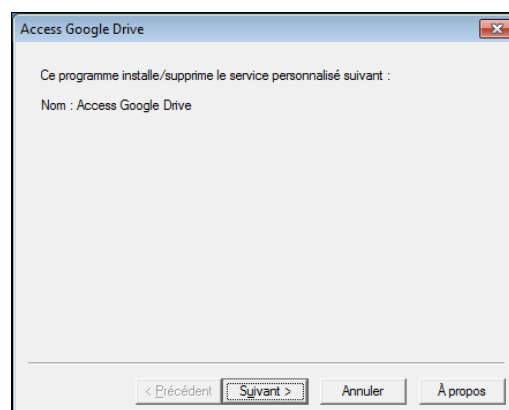 Access Google Drive
Ce programme installe/supprime le service personnalisé suivant :
Nom : Access Google Drive
< Précédent Suivant > Annuler À propos